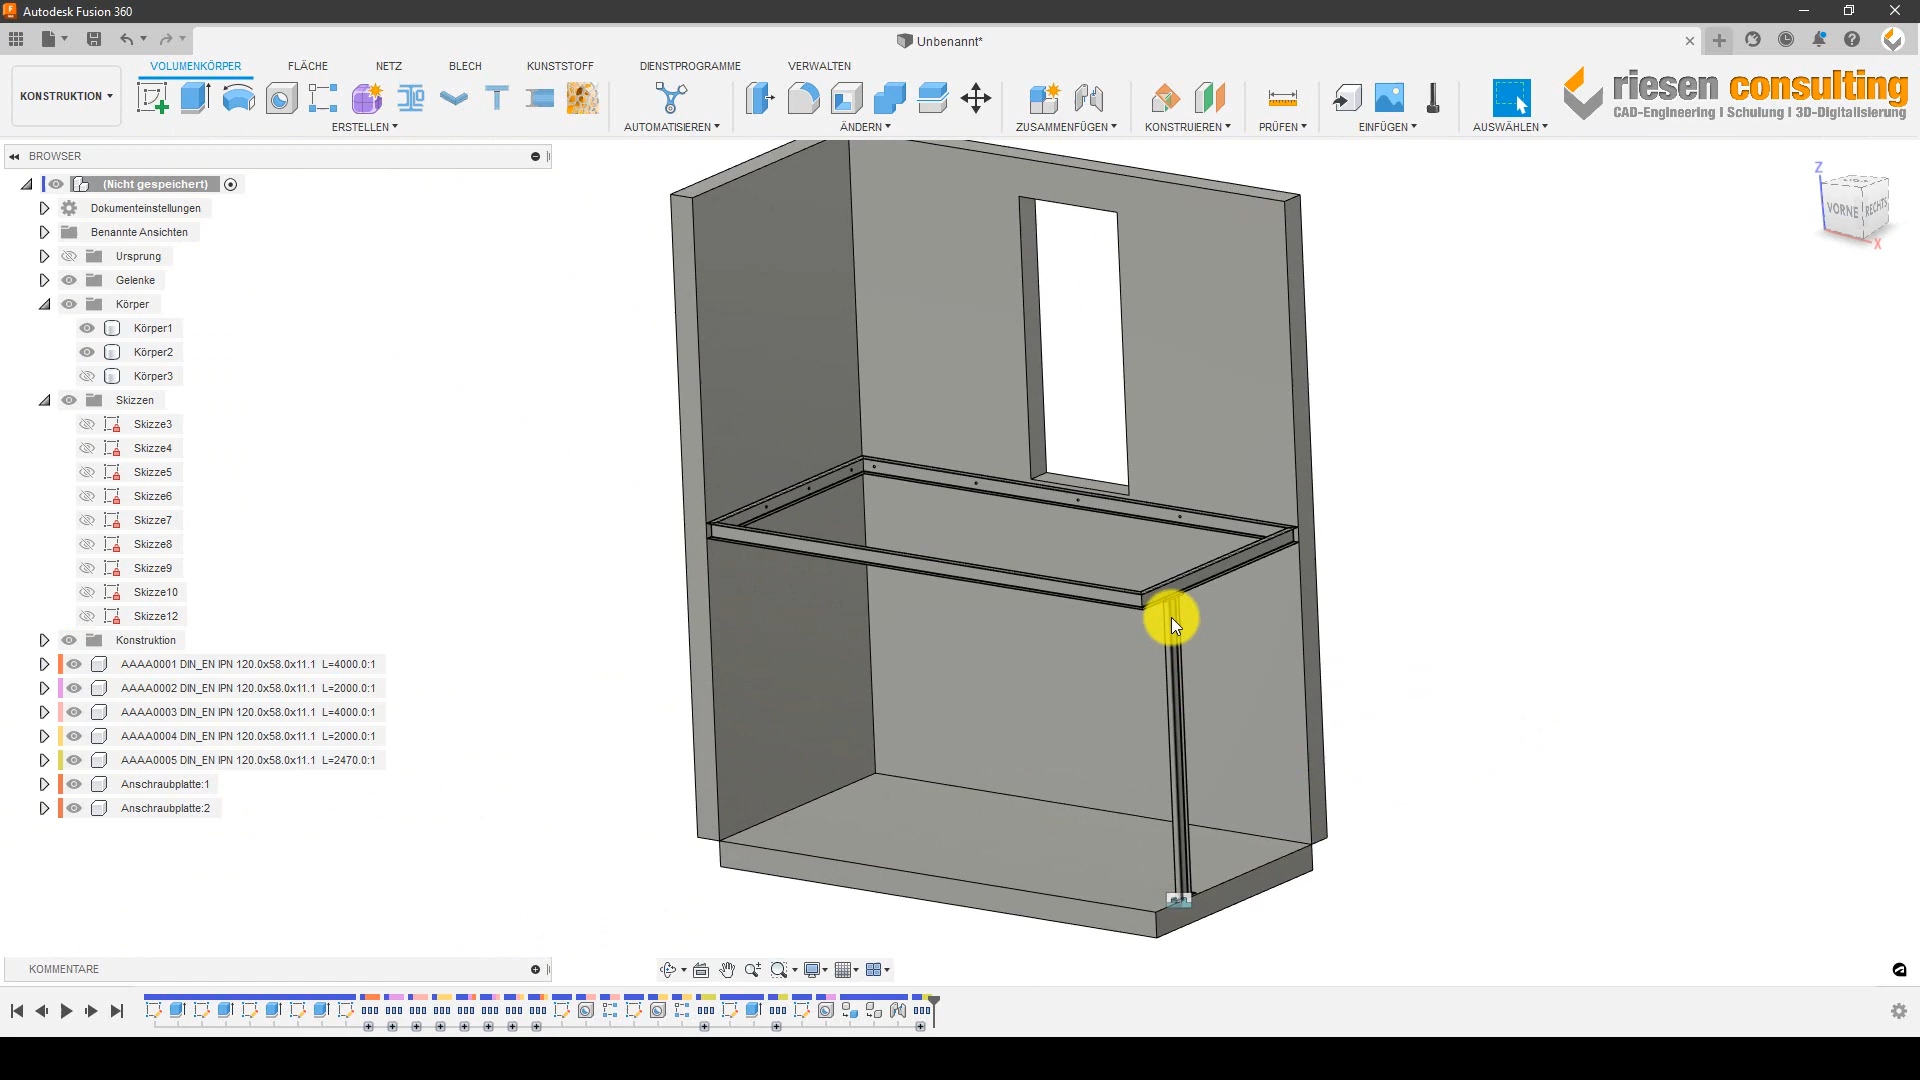 Autodesk Fusion 360
Unbenannt*
KONSTRUKTION
VOLUMENKÖRPER
FLÄCHE
NETZ
BLECH
KUNSTSTOFF
DIENSTPROGRAMME
VERWALTEN
ERSTELLEN
AUTOMATISIEREN
ÄNDERN
ZUSAMMENFÜGEN
KONSTRUIEREN
PRÜFEN
EINFÜGEN
AUSWÄHLEN
riesen consulting
CAD-Engineering I Schulung I 3D-Digitalisierung
BROWSER
(Nicht gespeichert)
Dokumenteinstellungen
Benannte Ansichten
Ursprung
Gelenke
Körper
Körper1
Körper2
Körper3
Skizzen
Skizze3
Skizze4
Skizze5
Skizze6
Skizze7
Skizze8
Skizze9
Skizze10
Skizze12
Konstruktion
AAAA0001 DIN_EN IPN 120.0x58.0x11.1 L=4000.0:1
AAAA0002 DIN_EN IPN 120.0x58.0x11.1 L=2000.0:1
AAAA0003 DIN_EN IPN 120.0x58.0x11.1 L=4000.0:1
AAAA0004 DIN_EN IPN 120.0x58.0x11.1 L=2000.0:1
AAAA0005 DIN_EN IPN 120.0x58.0x11.1 L=2470.0:1
Anschraubplatte:1
Anschraubplatte:2
Z
VORNE
RECHTS
X
KOMMENTARE